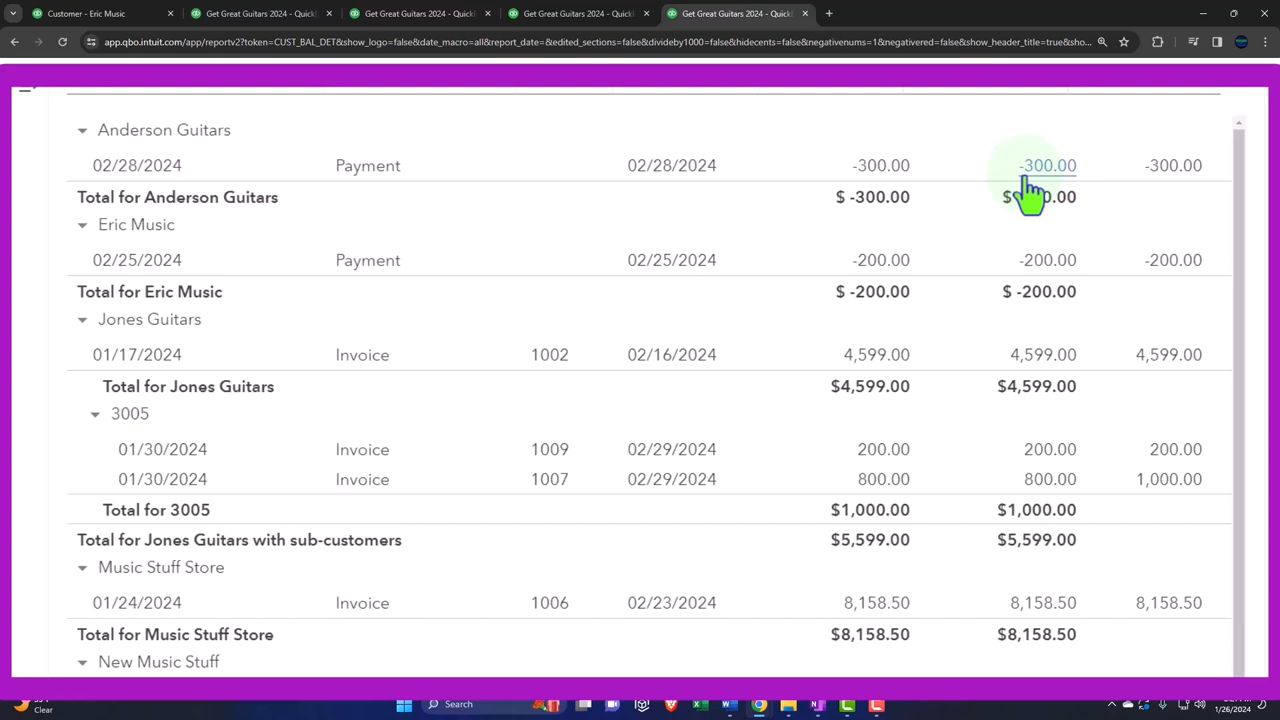 Customer - Eric Music
Get Great Guitars 2024 - Quick
Get Great Guitars 2024 - Quick
Get Great Guitars 2024 - Quick
Get Great Guitars 2024 - Quick
app.qbo.intuit.com/app/reportv2?token=CUST_BAL_DET&show_logo=false&date_macro=all&report_date=&edited_sections=false&divideby1000=false&hidecents=false&negativenums=1&negativered=false&show_header_title=true&sho...
Anderson Guitars
02/28/2024 Payment 02/28/2024 -300.00 -300.00 -300.00
Total for Anderson Guitars $ -300.00 $
Eric Music
02/25/2024 Payment 02/25/2024 -200.00 -200.00 -200.00
Total for Eric Music $ -200.00 $ -200.00
Jones Guitars
01/17/2024 Invoice 1002 02/16/2024 4,599.00 4,599.00 4,599.00
Total for Jones Guitars $4,599.00 $4,599.00
3005
01/30/2024 Invoice 1009 02/29/2024 200.00 200.00 200.00
01/30/2024 Invoice 1007 02/29/2024 800.00 800.00 1,000.00
Total for 3005 $1,000.00 $1,000.00
Total for Jones Guitars with sub-customers $5,599.00 $5,599.00
Music Stuff Store
01/24/2024 Invoice 1006 02/23/2024 8,158.50 8,158.50 8,158.50
Total for Music Stuff Store $8,158.50 $8,158.50
New Music Stuff
Clear
Search
1/26/2024